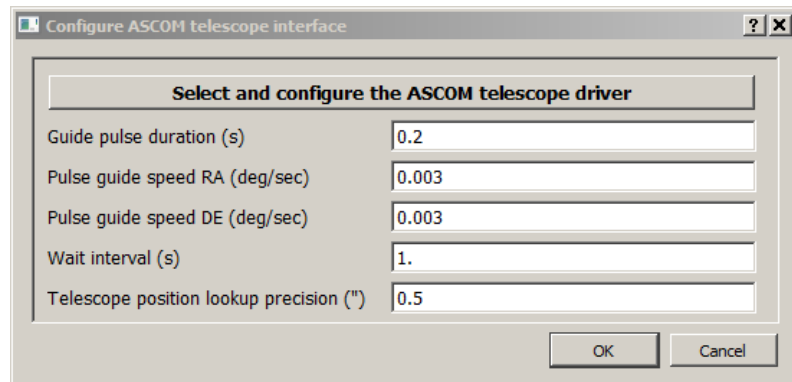 Configure ASCOM telescope interface
Select and configure the ASCOM telescope driver
Guide pulse duration (s) 0.2
Pulse guide speed RA (deg/sec) 0.003
Pulse guide speed DE (deg/sec) 0.003
Wait interval (s) 1.
Telescope position lookup precision (") 0.5
OK Cancel